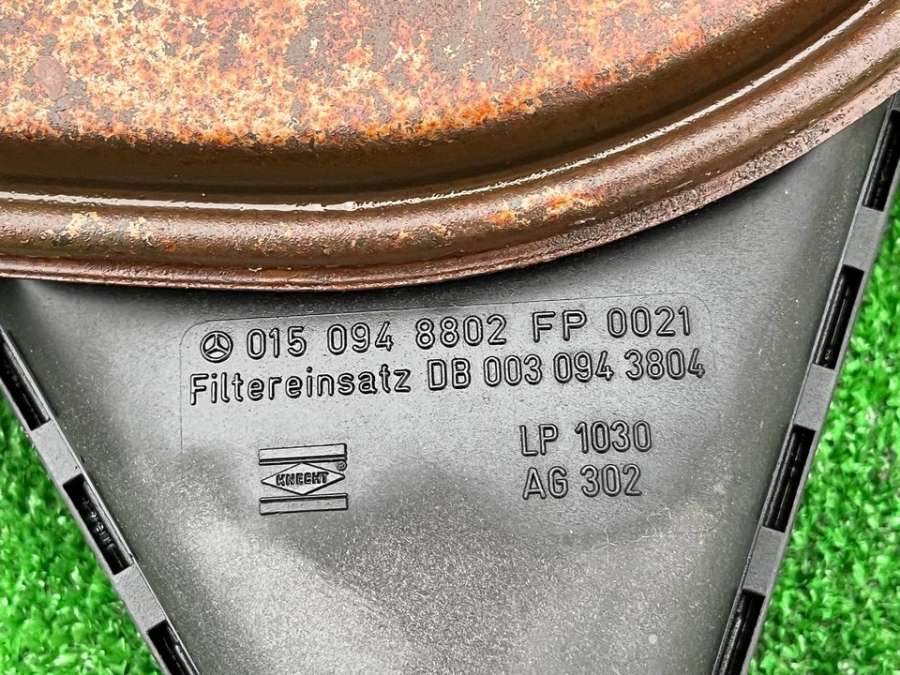 015 094 8802 FP 0021
Filtereinsatz DB 003 094 3804
LP 1030
AG 302
KNECHT®